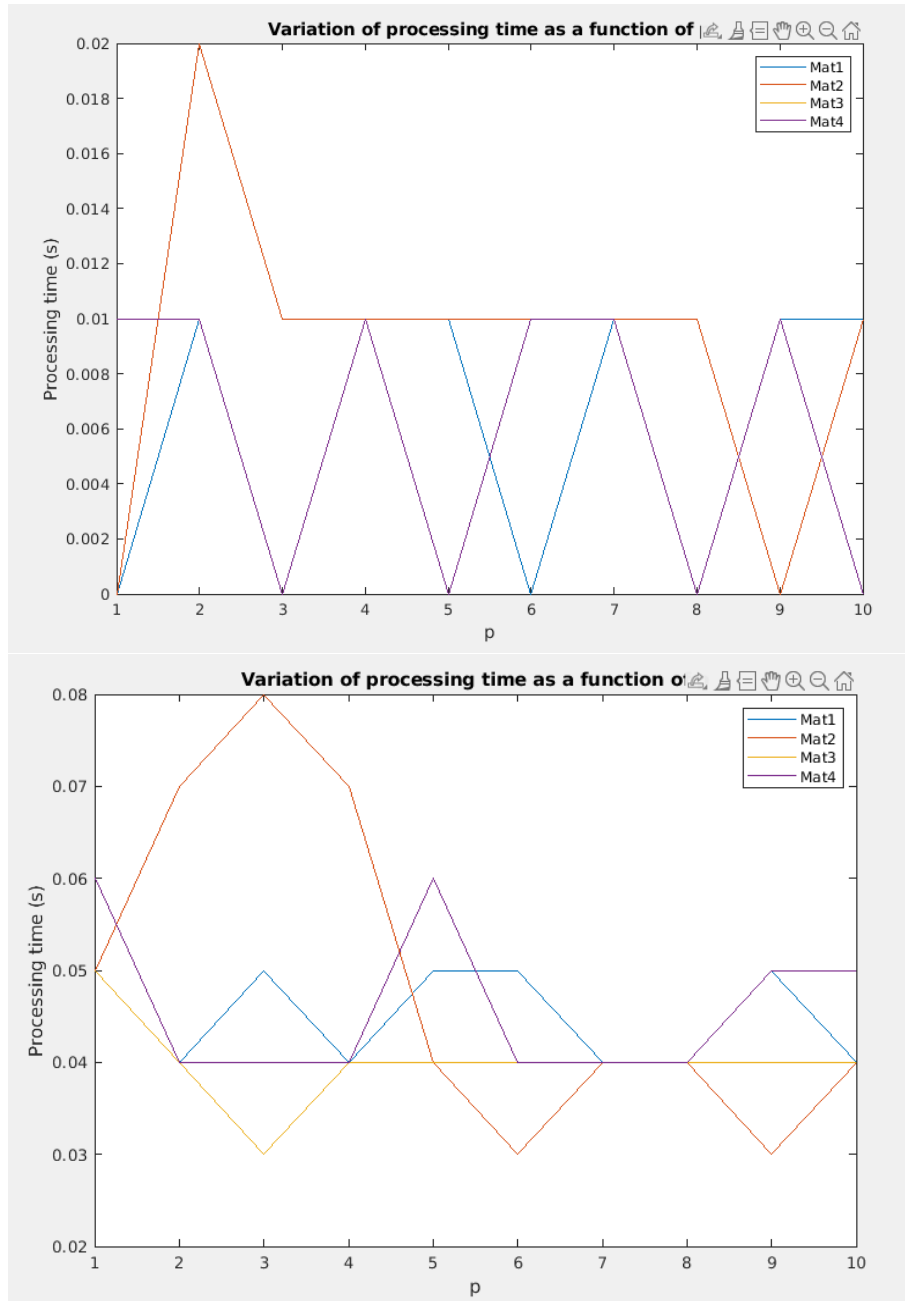 Variation of processing time as a function of
Mat1
Mat2
Mat3
Mat4
Processing time (s)
0.02
0.018
0.016
0.014
0.012
0.01
0.008
0.006
0.004
0.002
0
1 2 3 4 5 6 7 8 9 10
p
Variation of processing time as a function of
Mat1
Mat2
Mat3
Mat4
Processing time (s)
0.08
0.07
0.06
0.05
0.04
0.03
0.02
1 2 3 4 5 6 7 8 9 10
p